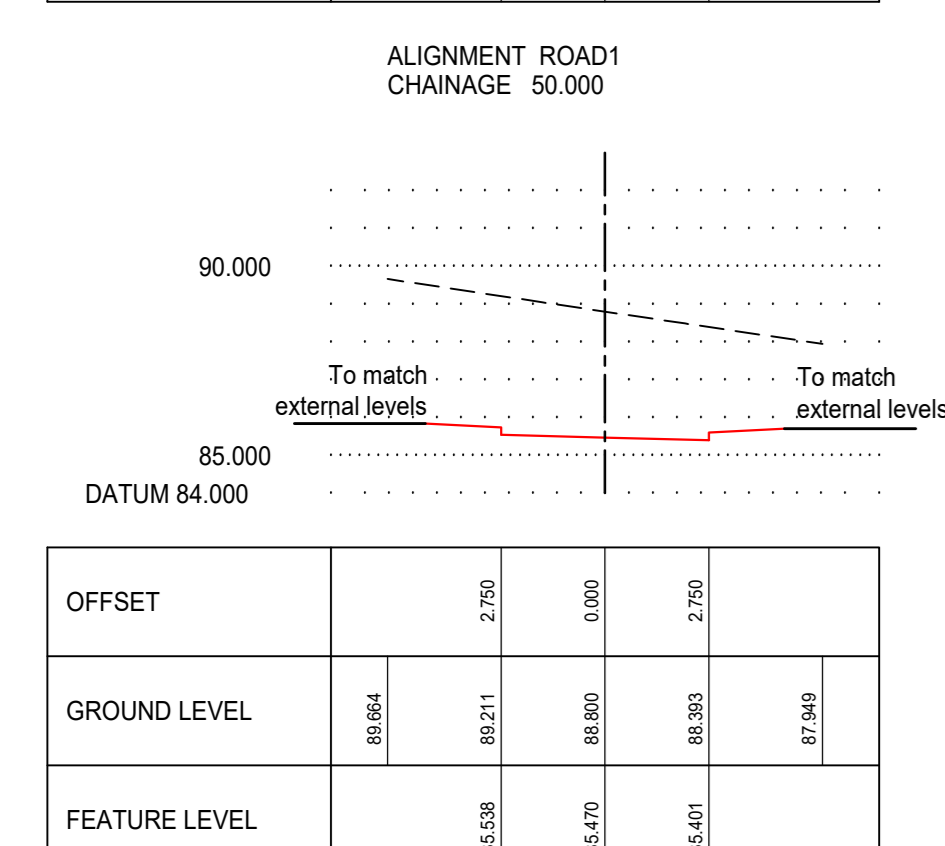 ALIGNMENT ROAD1
CHAINAGE 50.000
90.000
To match
external levels
To match
external levels
85.000
DATUM 84.000
OFFSET 2.750 0.000 2.750
GROUND LEVEL 89.664 89.211 88.800 88.393 87.949
FEATURE LEVEL